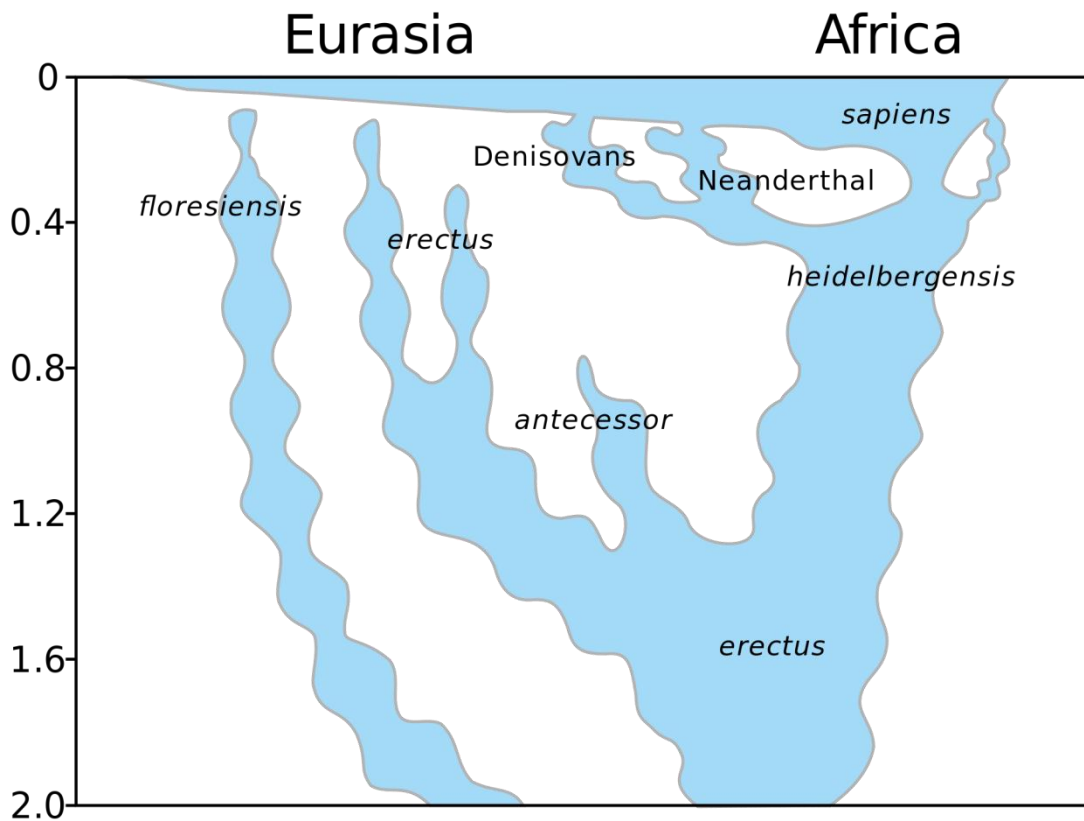 Eurasia
Africa
0
sapiens
Denisovans
Neanderthal
floresiensis
0.4
erectus
heidelbergensis
0.8
antecessor
1.2
erectus
1.6
2.0